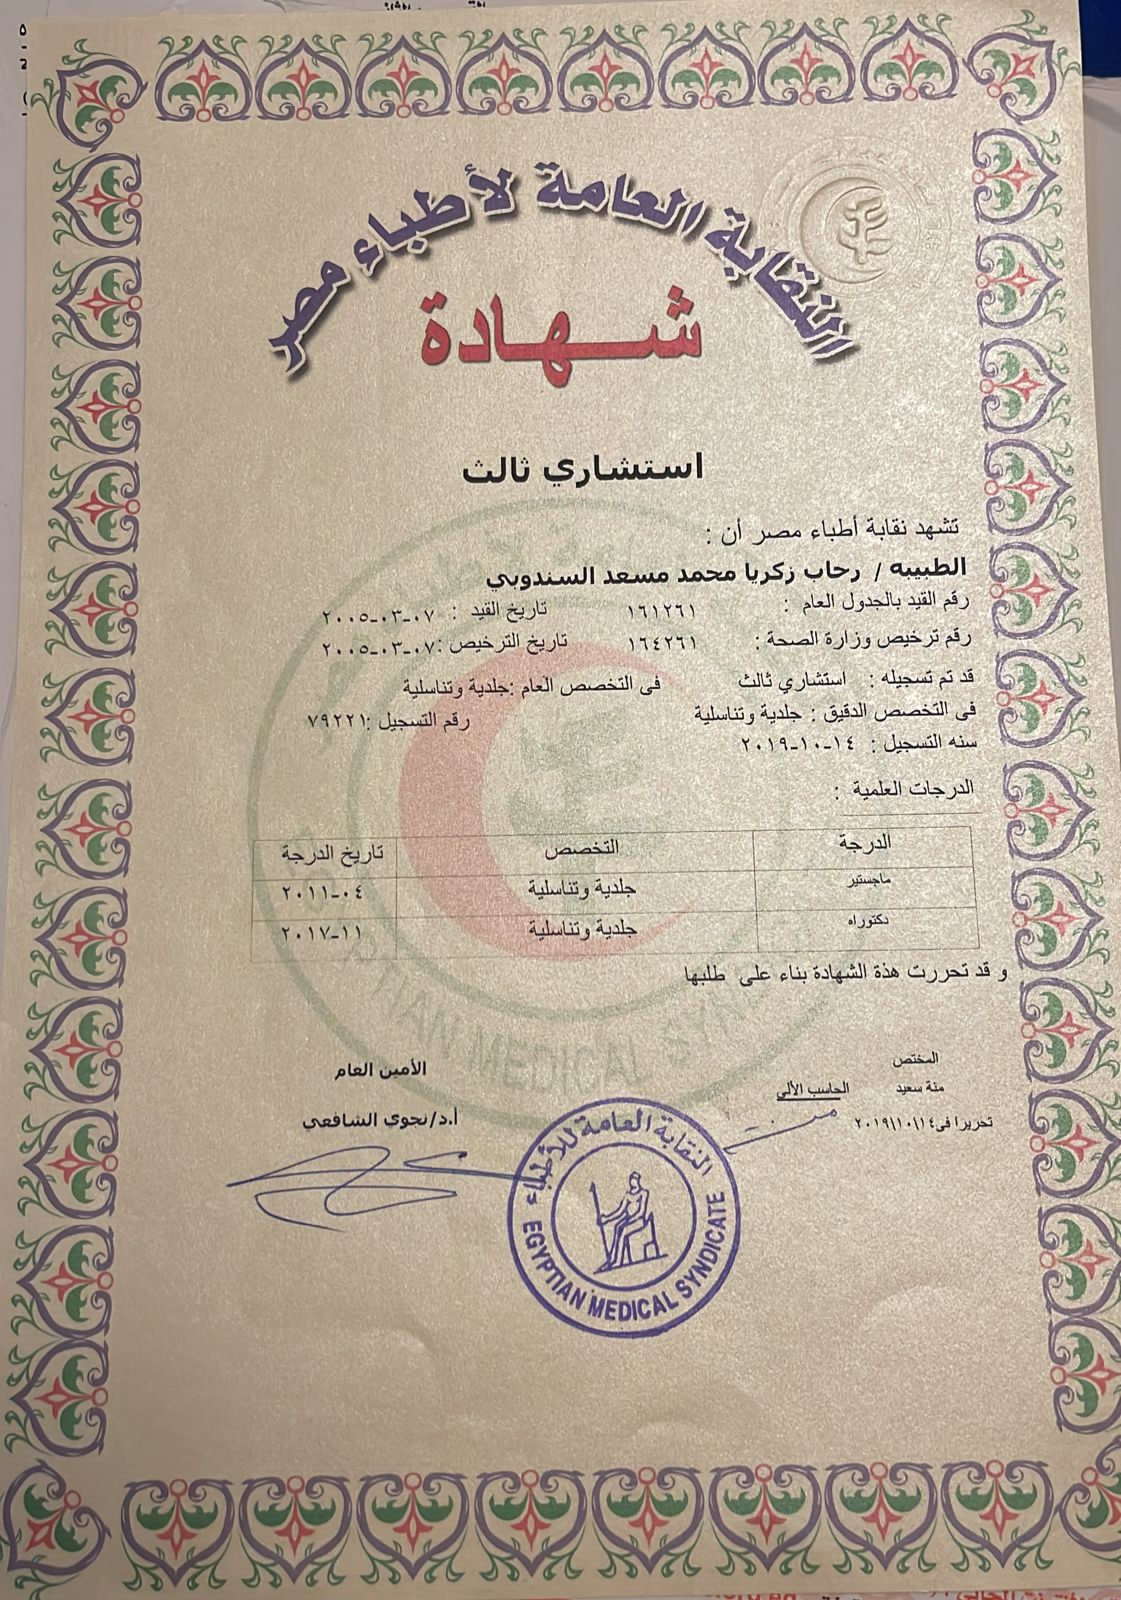 النقابة العامة لأطباء مصر
شهادة
استشاري ثالث
تشهد نقابة أطباء مصر أن :
الطبيبه / رحاب زكريا محمد مسعد السندوبي
رقم القيد بالجدول العام : ١٦١٢٦١ تاريخ القيد : ٠٧-٠٣-٢٠٠٥
رقم ترخيص وزارة الصحة : ١٦٤٢٦١ تاريخ الترخيص :٠٧-٠٣-٢٠٠٥
قد تم تسجيله : استشاري ثالث فى التخصص العام :جلدية وتناسلية
فى التخصص الدقيق : جلدية وتناسلية رقم التسجيل :٧٩٢٢١
سنه التسجيل : ١٤-١٠-٢٠١٩
الدرجات العلمية :
الدرجة التخصص تاريخ الدرجة
ماجستير جلدية وتناسلية ٠٤-٢٠١١
دكتوراه جلدية وتناسلية ١١-٢٠١٧
و قد تحررت هذة الشهادة بناء على طلبها
EGYPTIAN MEDICAL SYNDICATE
المختص
منة سعيد الحاسب الألى
تحريرا فى١٤\١٠\٢٠١٩
الأمين العام
أ.د/نجوى الشافعي
النقابة العامة للأطباء
EGYPTIAN MEDICAL SYNDICATE